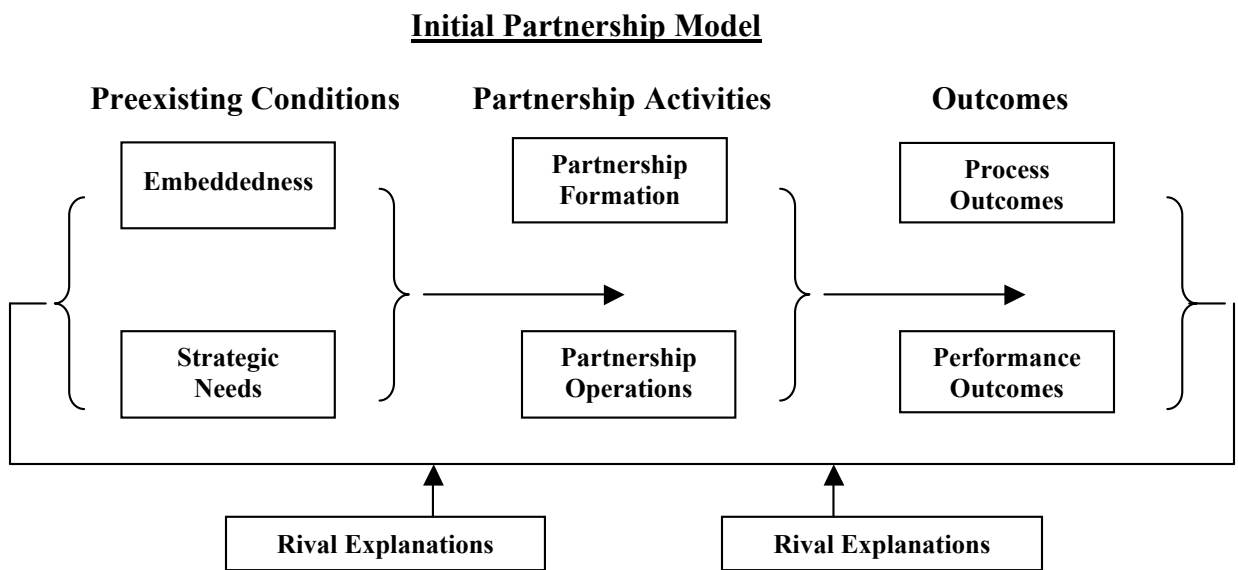 Initial Partnership Model
Preexisting Conditions
Partnership Activities
Outcomes
Embeddedness
Partnership
Formation
Process
Outcomes
Strategic
Needs
Partnership
Operations
Performance
Outcomes
Rival Explanations
Rival Explanations